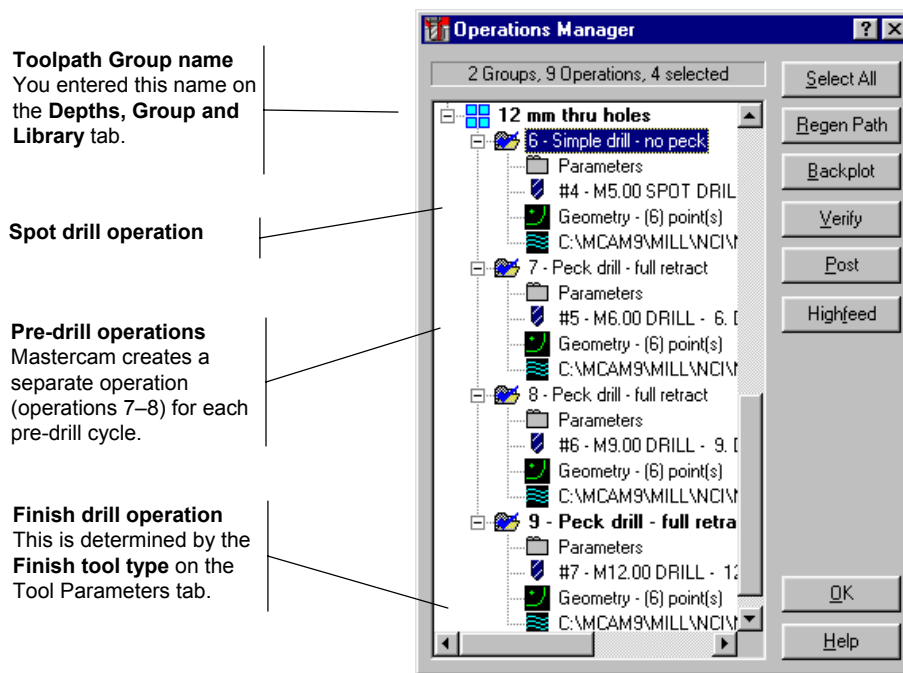 Toolpath Group name
You entered this name on
the Depths, Group and
Library tab.
Spot drill operation
Pre-drill operations
Mastercam creates a
separate operation
(operations 7–8) for each
pre-drill cycle.
Finish drill operation
This is determined by the
Finish tool type on the
Tool Parameters tab.
Operations Manager
2 Groups, 9 Operations, 4 selected
12 mm thru holes
6 - Simple drill - no peck
Parameters
#4 - M5.00 SPOT DRIL
Geometry - (6) point(s)
C:\MCAM9\MILL\NCI\
7 - Peck drill - full retract
Parameters
#5 - M6.00 DRILL - 6.
Geometry - (6) point(s)
C:\MCAM9\MILL\NCI\
8 - Peck drill - full retract
Parameters
#6 - M9.00 DRILL - 9.
Geometry - (6) point(s)
C:\MCAM9\MILL\NCI\
9 - Peck drill - full retra
Parameters
#7 - M12.00 DRILL - 12
Geometry - (6) point(s)
C:\MCAM9\MILL\NCI\
Select All
Regen Path
Backplot
Verify
Post
Highfeed
OK
Help